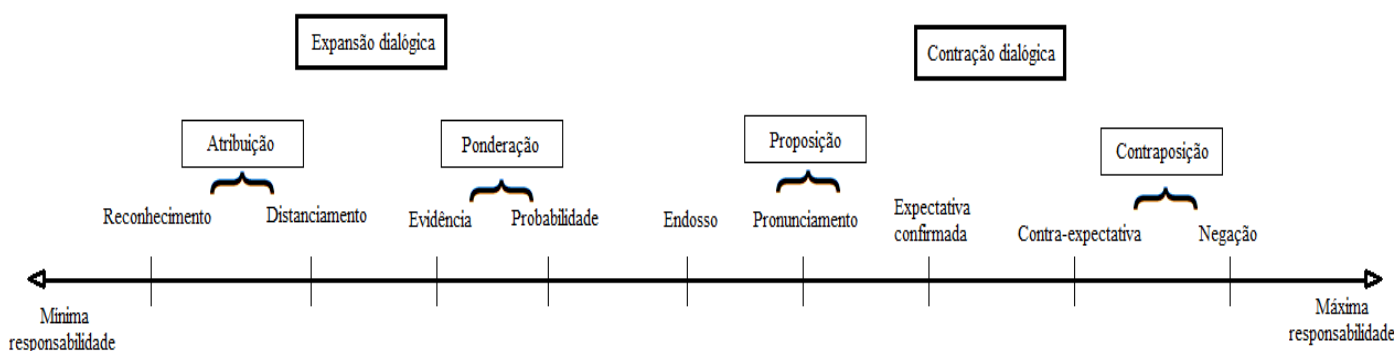 Expansão dialógica
Contração dialógica
Atribuição
Ponderação
Proposição
Contraposição
Reconhecimento
Distanciamento
Evidência
Probabilidade
Endosso
Pronunciamento
Expectativa
confirmada
Contra-expectativa
Negação
Mínima
responsabilidade
Máxima
responsabilidade